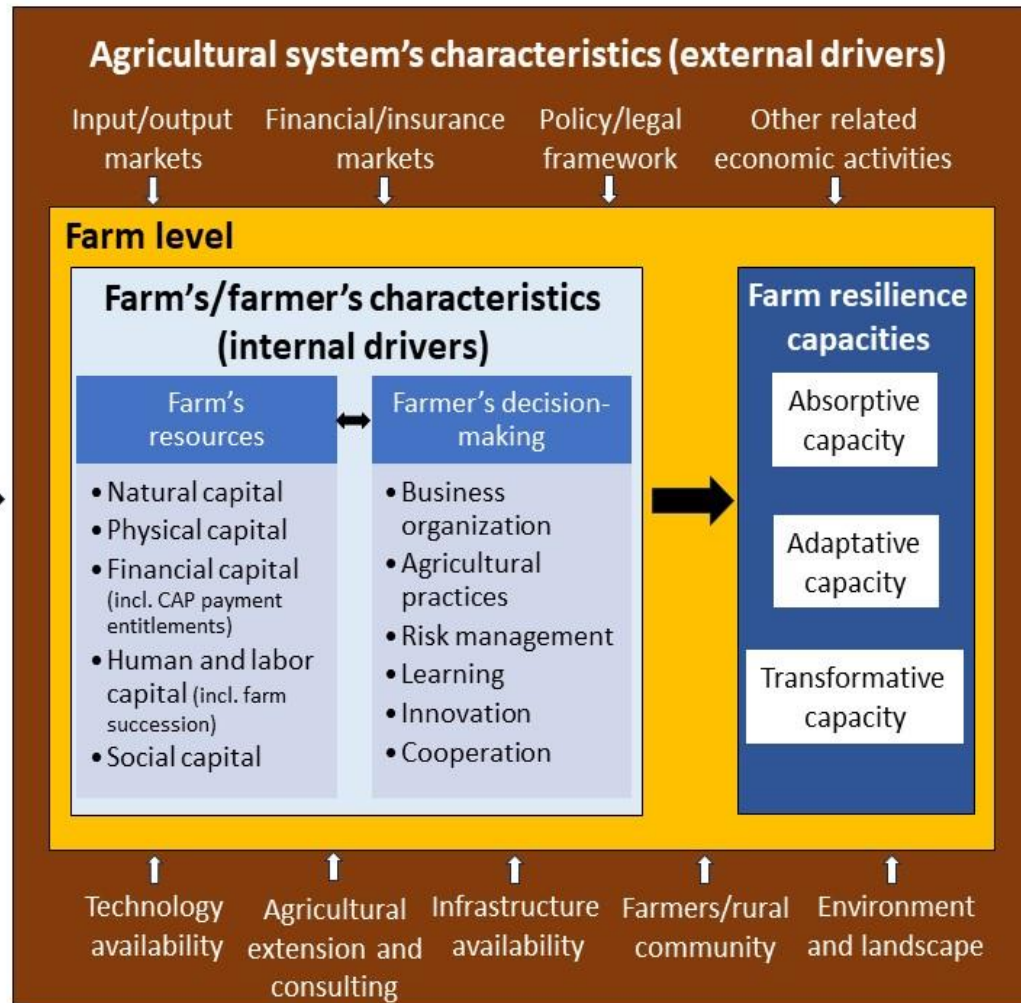 Agricultural system's characteristics (external drivers)
Input/output
markets
Financial/insurance
markets
Policy/legal
framework
Other related
economic activities
Farm level
Farm's/farmer's characteristics
(internal drivers)
Farm's
resources
• Natural capital
• Physical capital
• Financial capital
(incl. CAP payment
entitlements)
• Human and labor
capital (incl. farm
succession)
• Social capital
Farmer's decision-
making
• Business
organization
• Agricultural
practices
• Risk management
• Learning
• Innovation
• Cooperation
Farm resilience
capacities
Absorptive
capacity
Adaptative
capacity
Transformative
capacity
Technology
availability
Agricultural
extension and
consulting
Infrastructure
availability
Farmers/rural
community
Environment
and landscape